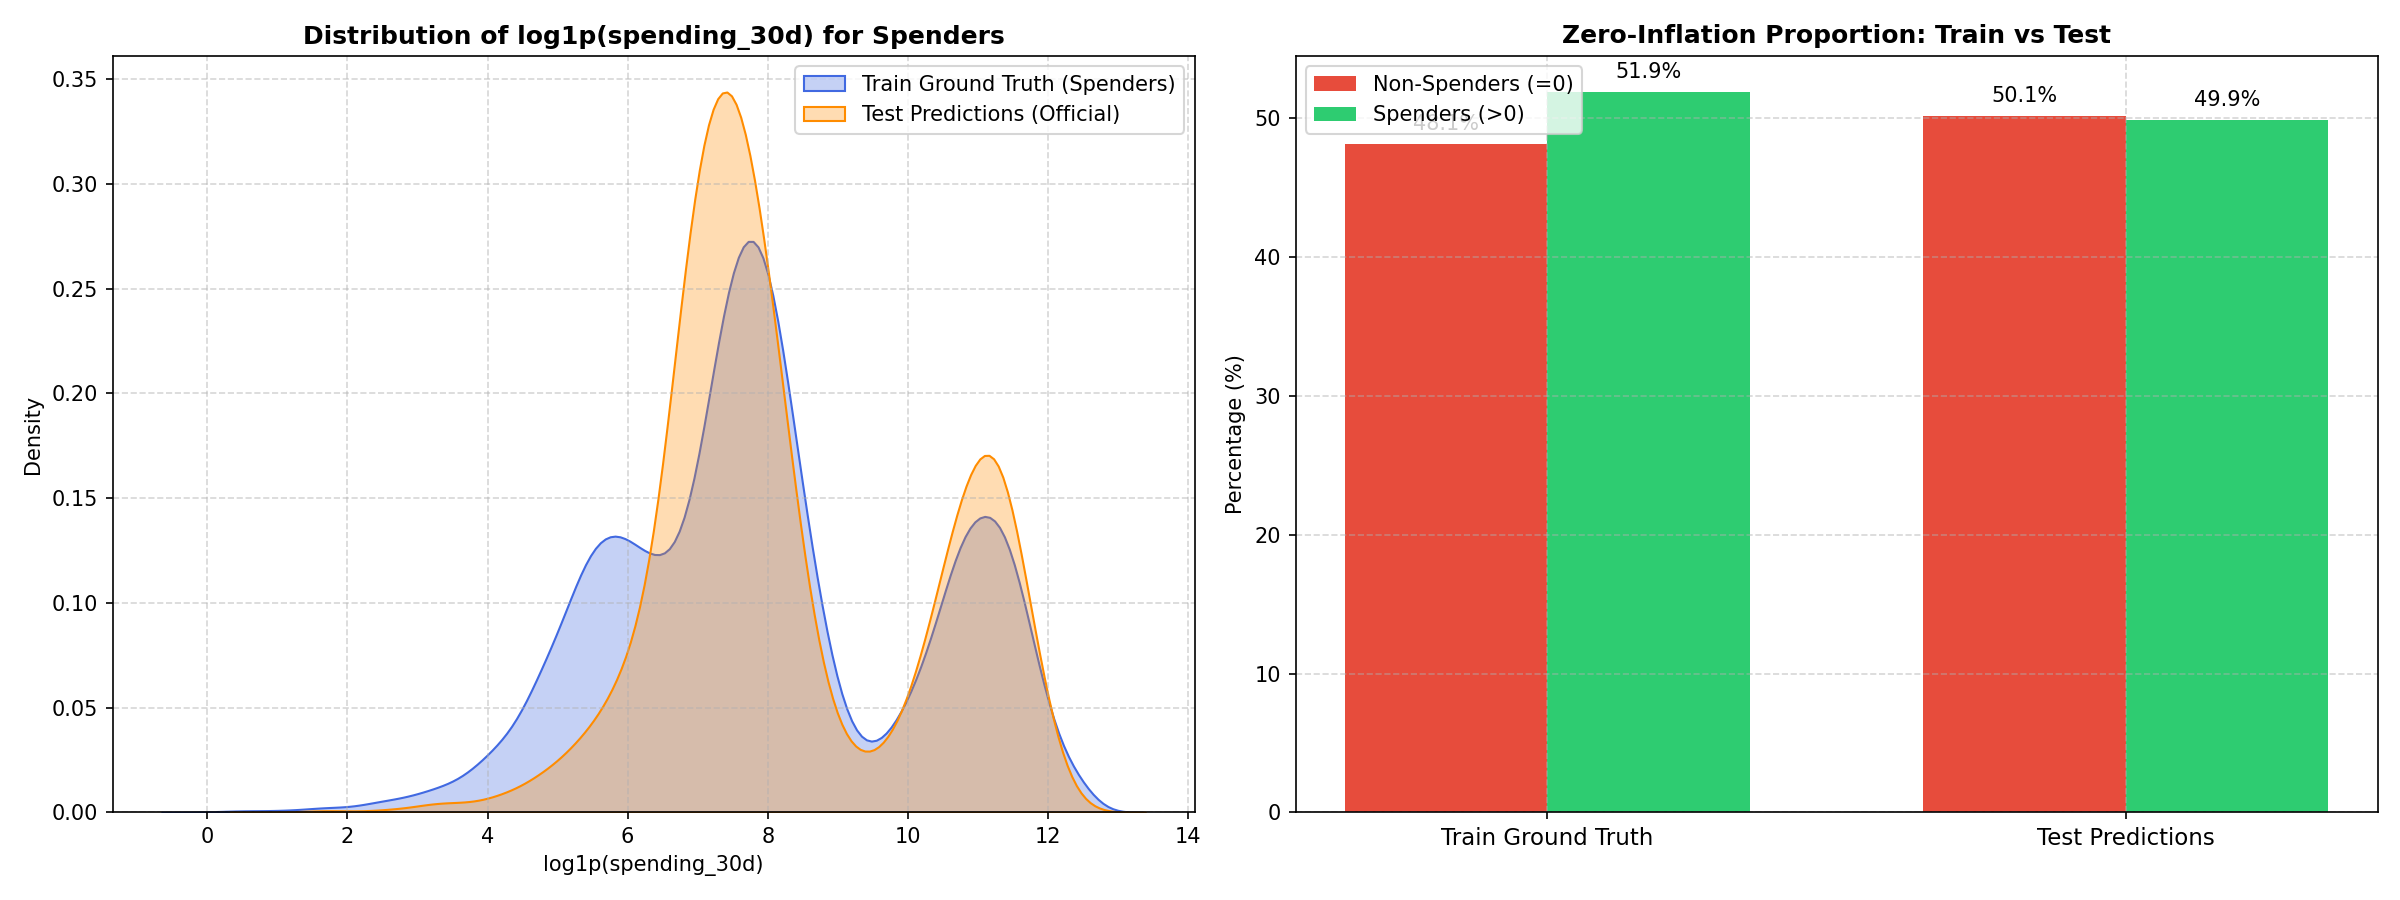 Distribution of log1p(spending_30d) for Spenders
Train Ground Truth (Spenders)
Test Predictions (Official)
Density
0.35
0.30
0.25
0.20
0.15
0.10
0.05
0.00
0 2 4 6 8 10 12 14
log1p(spending_30d)
Zero-Inflation Proportion: Train vs Test
Non-Spenders (=0)
Spenders (>0)
48.1%
51.9%
50.1%
49.9%
Percentage (%)
50
40
30
20
10
0
Train Ground Truth Test Predictions